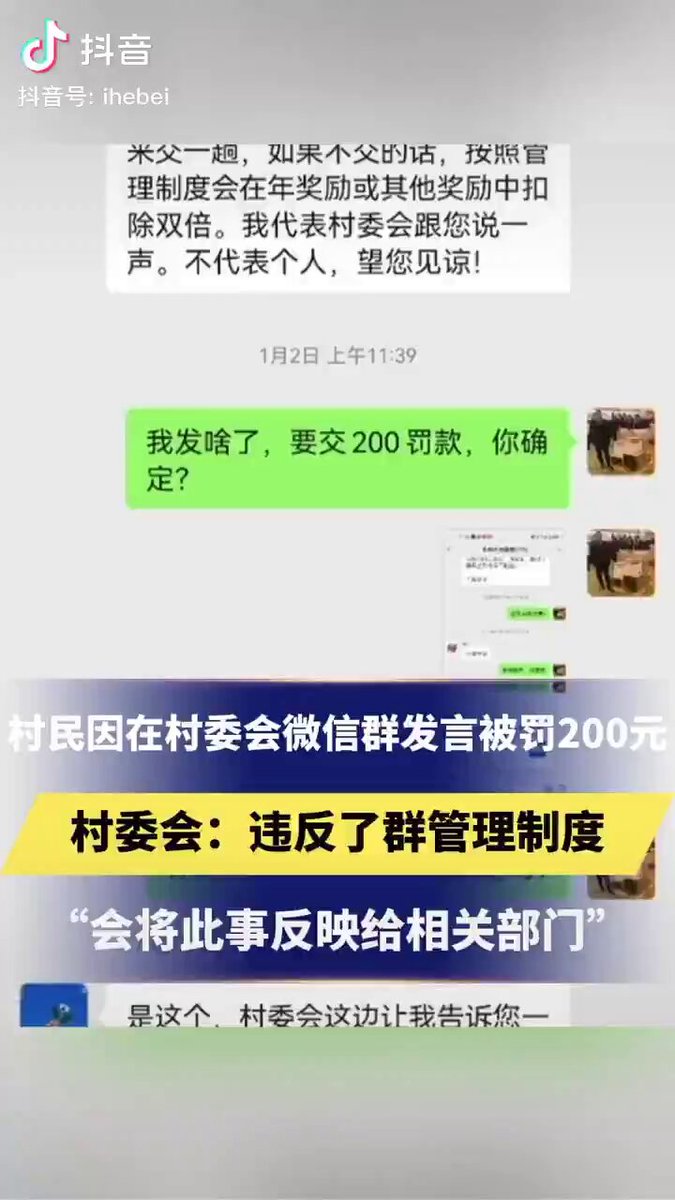 抖音
抖音号: ihebei
来交一趟，如果不交的话，按照管
理制度会在年奖励或其他奖励中扣
除双倍。我代表村委会跟您说一
声。不代表个人，望您见谅！
1月2日 上午11:39
我发啥了，要交200罚款，你确
定？
村民因在村委会微信群发言被罚200元
村委会：违反了群管理制度
“会将此事反映给相关部门”
是这个，村委会这边让我告诉您一